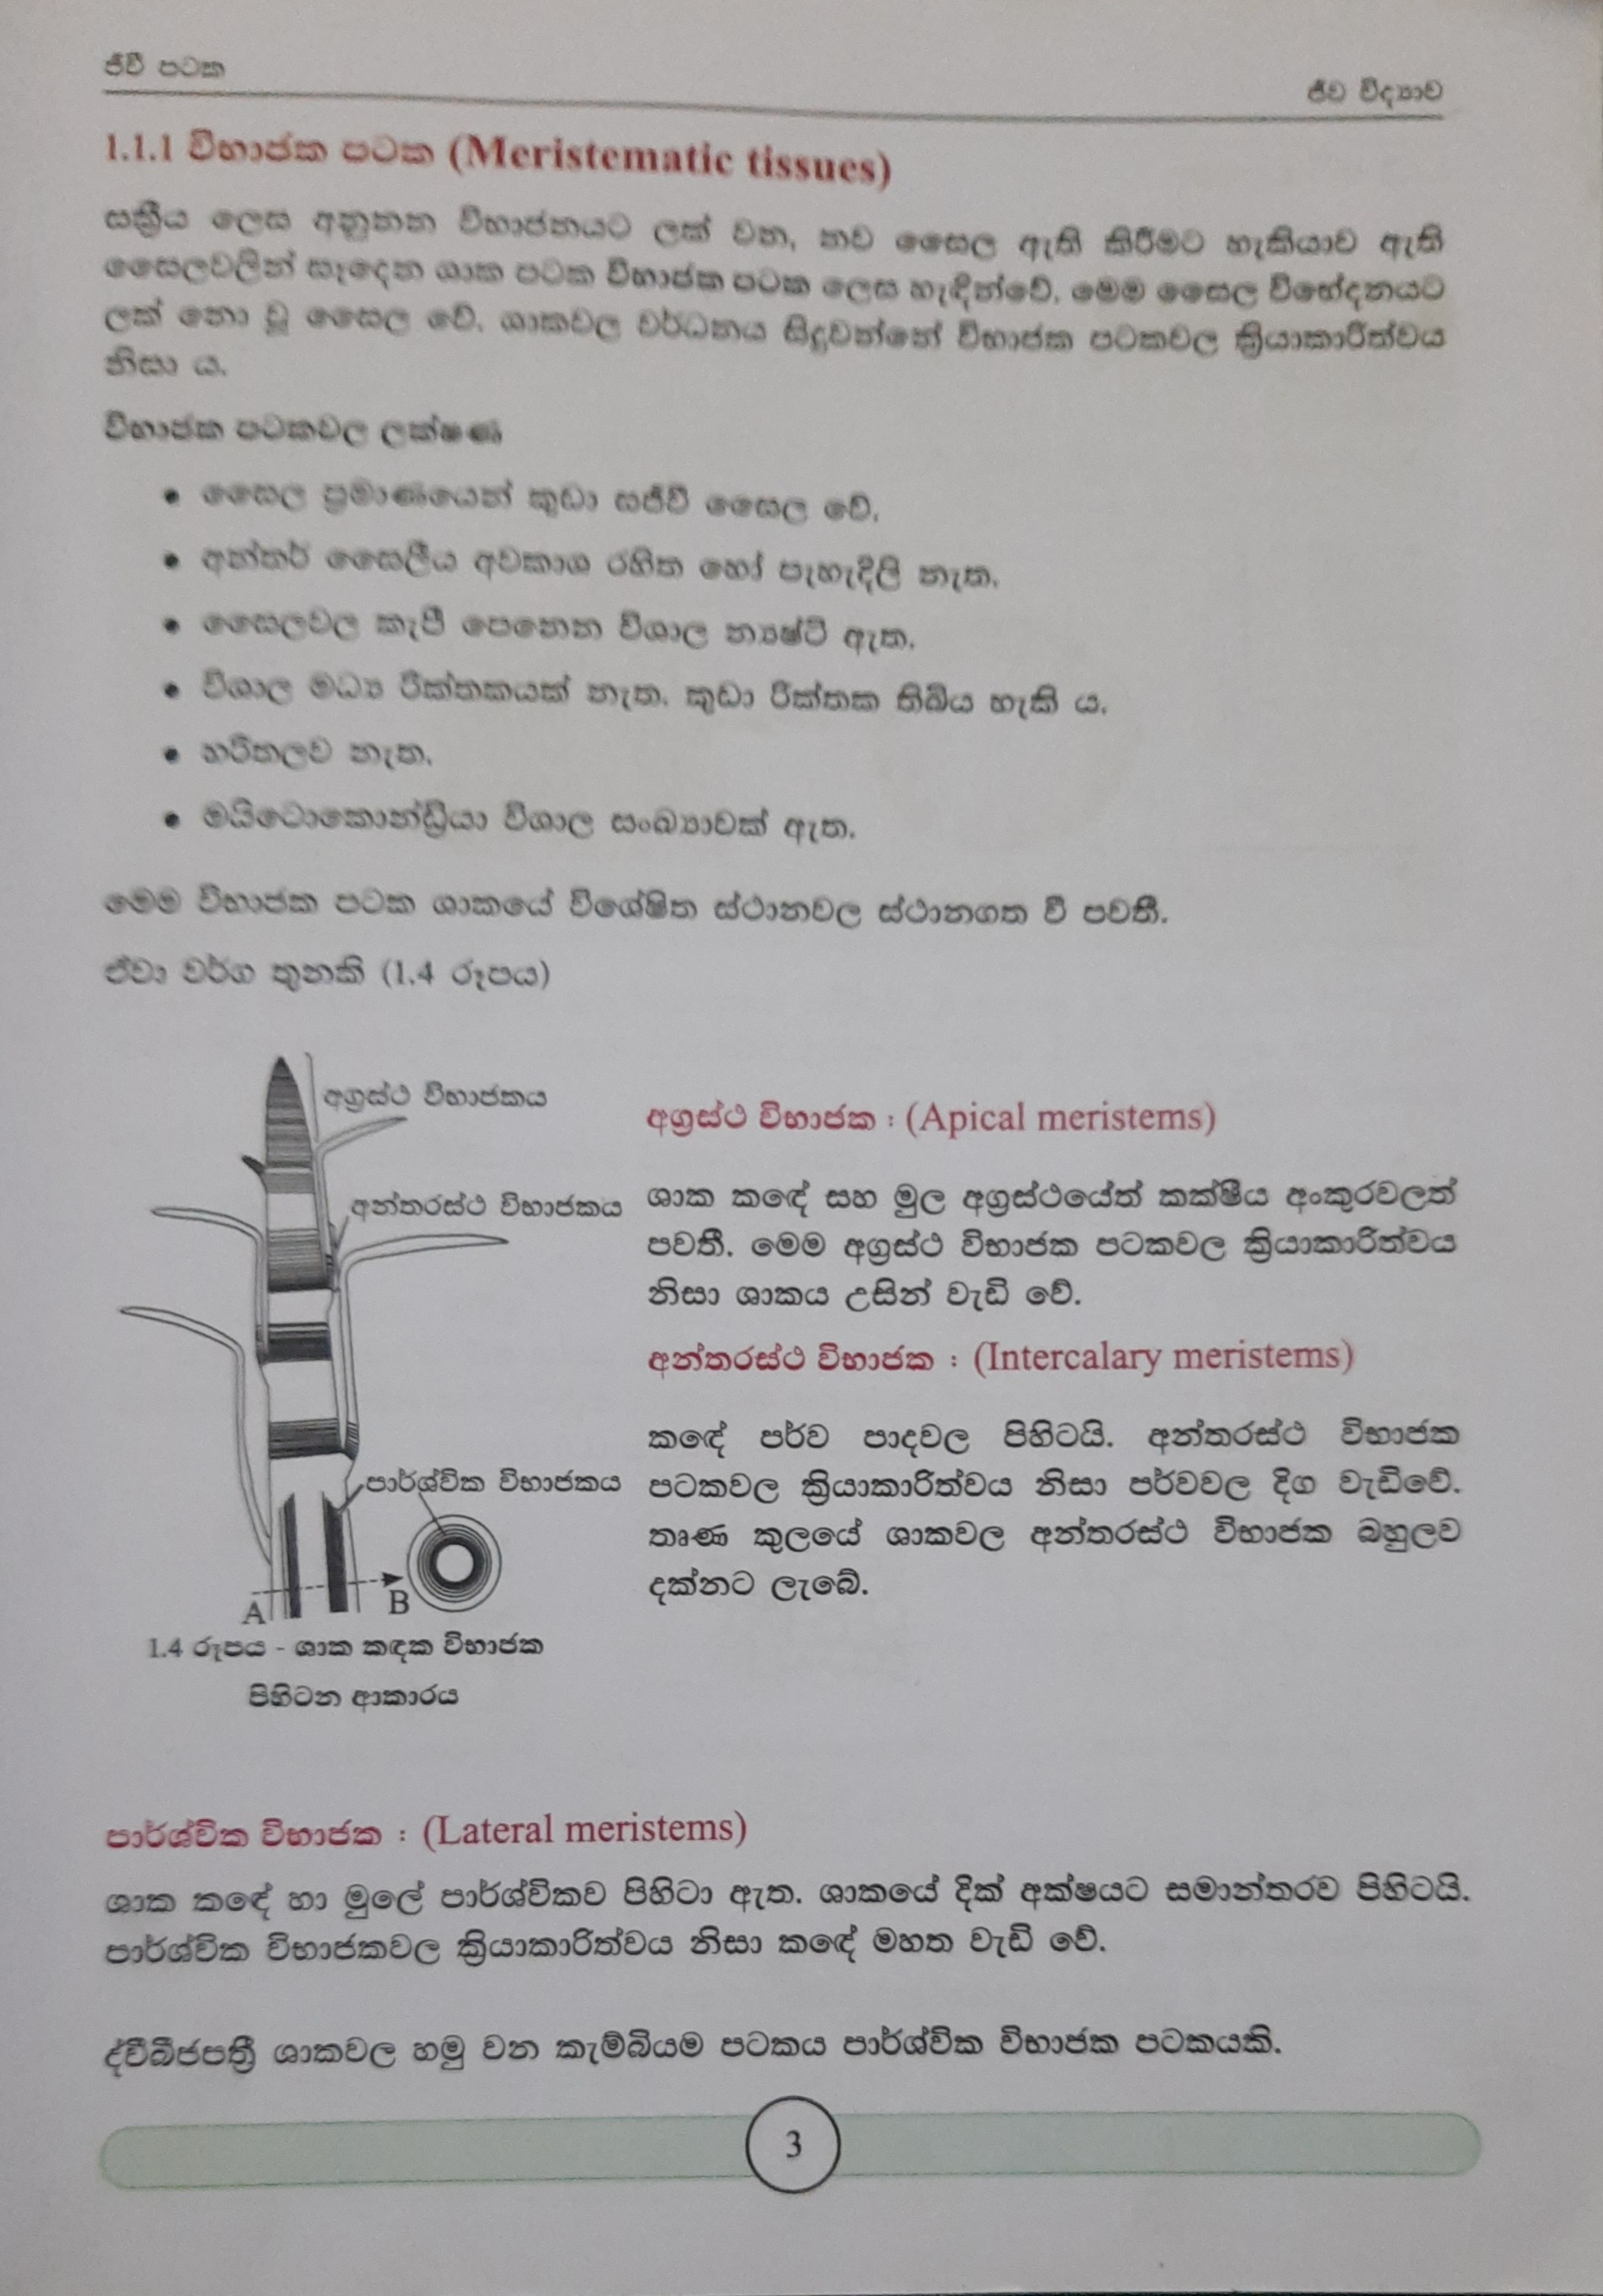 ජීවී පටක
ජීව විද්‍යාව
1.1.1 විභාජක පටක (Meristematic tissues)
සක්‍රීය ලෙස අනූනන විභාජනයට ලක් වන, නව සෛල ඇති කිරීමට හැකියාව ඇති
සෛලවලින් සෑදෙන ශාක පටක විභාජක පටක ලෙස හැඳින්වේ. මෙම සෛල විභේදනයට
ලක් නො වූ සෛල වේ. ශාකවල වර්ධනය සිදුවන්නේ විභාජක පටකවල ක්‍රියාකාරිත්වය
නිසා ය.
විභාජක පටකවල ලක්ෂණ
• සෛල ප්‍රමාණයෙන් කුඩා සජීවී සෛල වේ.
• අන්තර් සෛලීය අවකාශ රහිත හෝ පැහැදිලි නැත.
• සෛලවල කැපී පෙනෙන විශාල න්‍යෂ්ටි ඇත.
• විශාල මධ්‍ය රික්තකයක් නැත. කුඩා රික්තක තිබිය හැකි ය.
• හරිතලව නැත.
• මයිටොකොන්ඩ්‍රියා විශාල සංඛ්‍යාවක් ඇත.
මෙම විභාජක පටක ශාකයේ විශේෂිත ස්ථානවල ස්ථානගත වී පවතී.
ඒවා වර්ග තුනකි (1.4 රූපය)
අග්‍රස්ථ විභාජකය
අන්තරස්ථ විභාජකය
පාර්ශ්වික විභාජකය
A
B
1.4 රූපය - ශාක කඳක විභාජක
පිහිටන ආකාරය
අග්‍රස්ථ විභාජක : (Apical meristems)
ශාක කඳේ සහ මුල අග්‍රස්ථයේත් කක්ෂීය අංකුරවලත්
පවතී. මෙම අග්‍රස්ථ විභාජක පටකවල ක්‍රියාකාරිත්වය
නිසා ශාකය උසින් වැඩි වේ.
අන්තරස්ථ විභාජක : (Intercalary meristems)
කඳේ පර්ව පාදවල පිහිටයි. අන්තරස්ථ විභාජක
පටකවල ක්‍රියාකාරිත්වය නිසා පර්වවල දිග වැඩිවේ.
තෘණ කුලයේ ශාකවල අන්තරස්ථ විභාජක බහුලව
දක්නට ලැබේ.
පාර්ශ්වික විභාජක : (Lateral meristems)
ශාක කඳේ හා මුලේ පාර්ශ්විකව පිහිටා ඇත. ශාකයේ දික් අක්ෂයට සමාන්තරව පිහිටයි.
පාර්ශ්වික විභාජකවල ක්‍රියාකාරිත්වය නිසා කඳේ මහත වැඩි වේ.
ද්වීබීජපත්‍රී ශාකවල හමු වන කැම්බියම පටකය පාර්ශ්වික විභාජක පටකයකි.
3